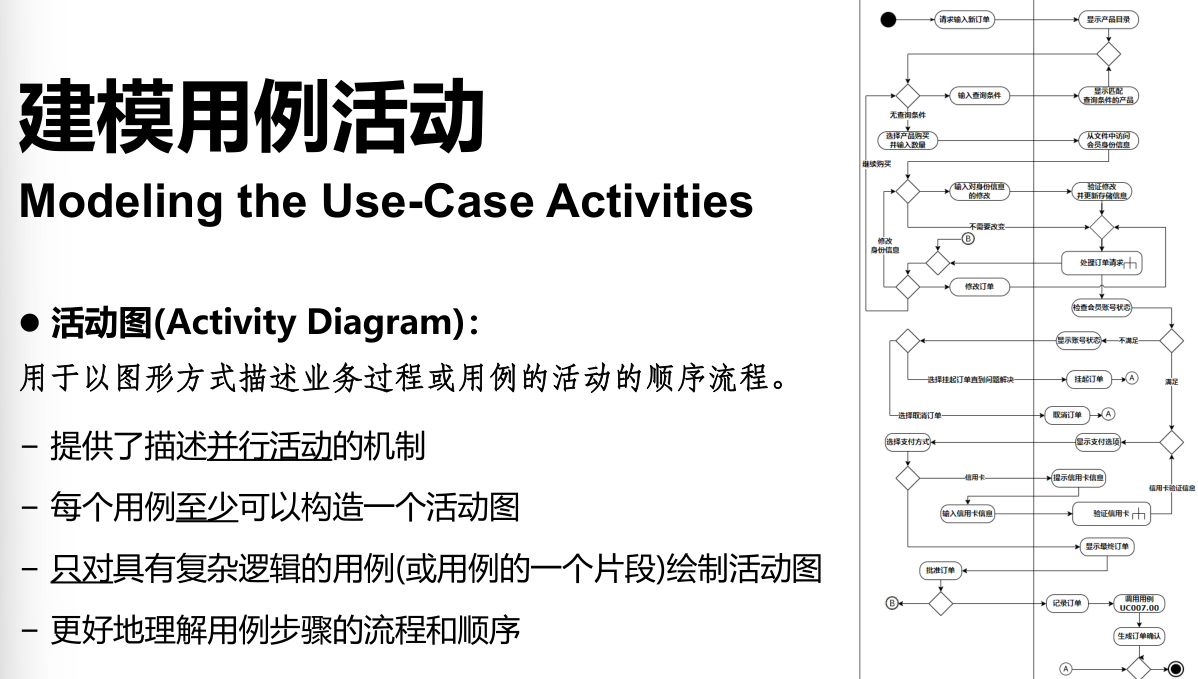 建模用例活动
Modeling the Use-Case Activities
● 活动图(Activity Diagram)：
用于以图形方式描述业务过程或用例的活动的顺序流程。
– 提供了描述并行活动的机制
– 每个用例至少可以构造一个活动图
– 只对具有复杂逻辑的用例(或用例的一个片段)绘制活动图
– 更好地理解用例步骤的流程和顺序
请求输入新订单
显示产品目录
输入查询条件
显示匹配
查询条件的产品
无查询条件
选择产品购买
并输入数量
从文件中访问
会员身份信息
继续购买
输入对身份信息
的修改
验证修改
并更新存储信息
不需要改变
B
修改
身份信息
处理订单请求
修改订单
检查会员账号状态
显示账号状态
不满足
选择挂起订单直到问题解决
挂起订单
A
满足
选择取消订单
取消订单
A
选择支付方式
显示支付选项
信用卡
提示信用卡信息
信用卡验证信息
输入信用卡信息
验证信用卡
显示最终订单
批准订单
B
记录订单
调用用例
UC007.00
生成订单确认
A